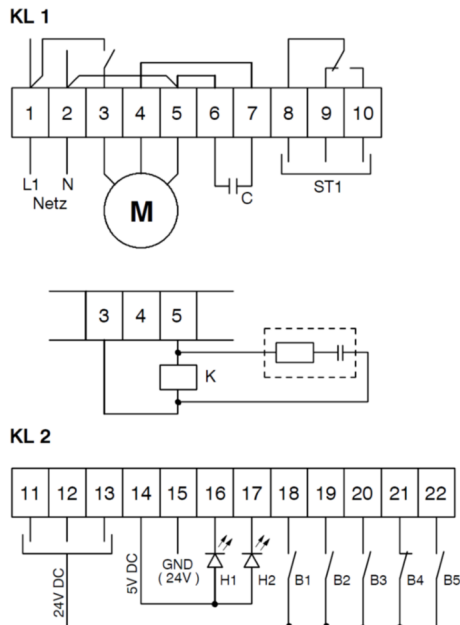 KL 1
1 2 3 4 5 6 7 8 9 10
L1 N
Netz
M
C
ST1
3 4 5
K
KL 2
11 12 13 14 15 16 17 18 19 20 21 22
24V DC
5V DC
GND
(24V)
H1 H2 B1 B2 B3 B4 B5